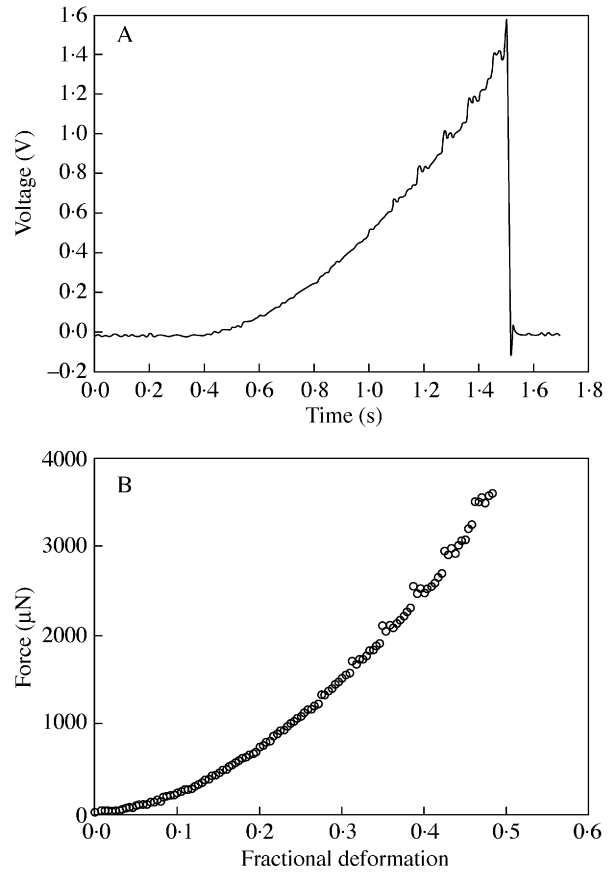 A
Voltage (V)
1·6
1·4
1·2
1·0
0·8
0·6
0·4
0·2
0·0
–0·2
0·0 0·2 0·4 0·6 0·8 1·0 1·2 1·4 1·6 1·8
Time (s)
B
Force (µN)
4000
3000
2000
1000
0
0·0 0·1 0·2 0·3 0·4 0·5 0·6
Fractional deformation